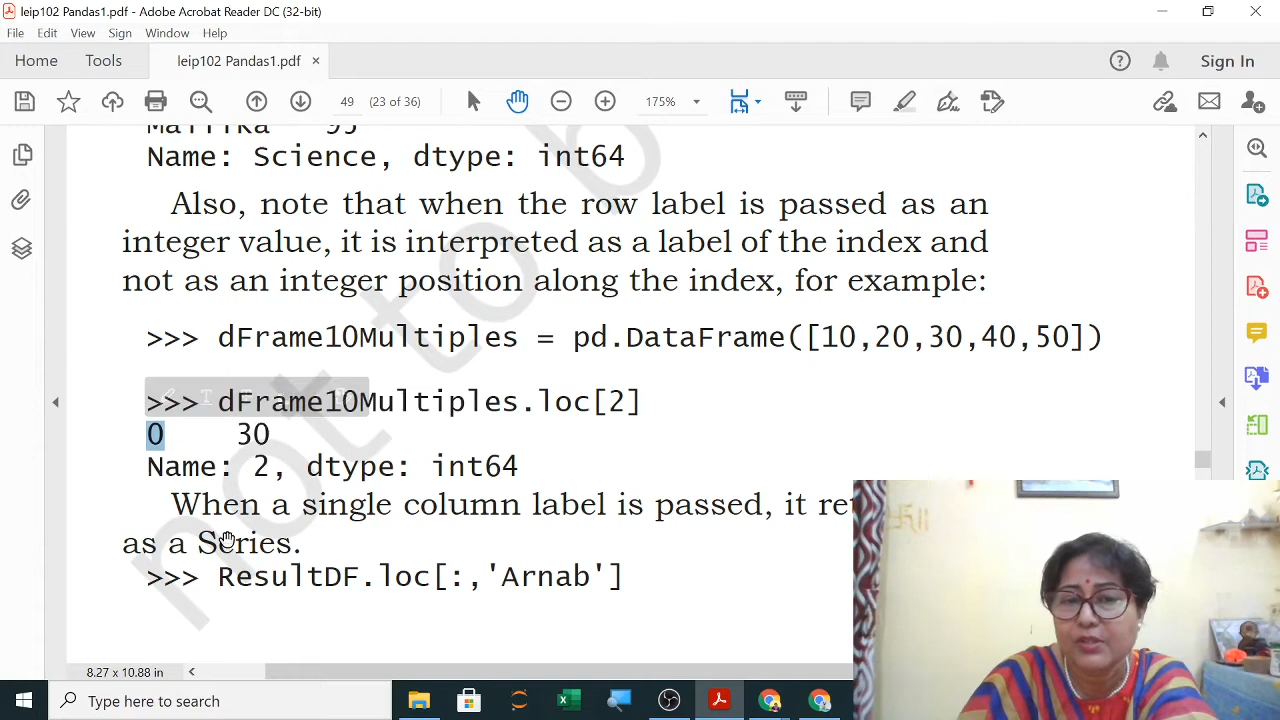 leip102 Pandas1.pdf - Adobe Acrobat Reader DC (32-bit)
File Edit View Sign Window Help
Home Tools leip102 Pandas1.pdf × Sign In
49 (23 of 36) 175%
Name: Science, dtype: int64
Also, note that when the row label is passed as an
integer value, it is interpreted as a label of the index and
not as an integer position along the index, for example:
>>> dFrame10Multiples = pd.DataFrame([10,20,30,40,50])
>>> dFrame10Multiples.loc[2]
0 30
Name: 2, dtype: int64
When a single column label is passed, it
as a Series.
>>> ResultDF.loc[:,'Arnab']
not to b
8.27 x 10.88 in
Type here to search